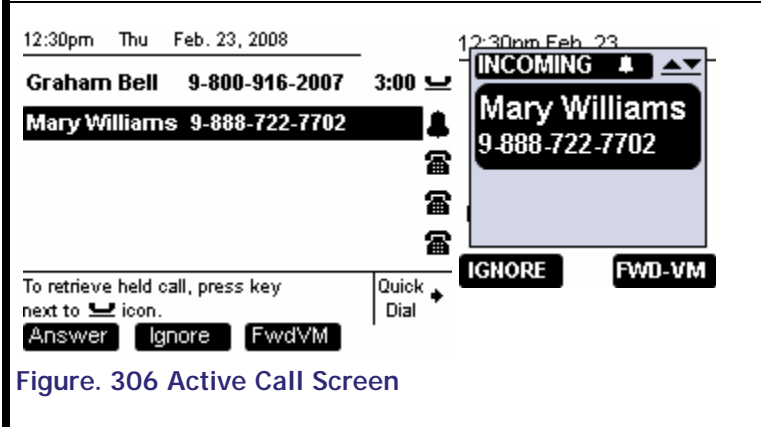 12:30pm Thu Feb. 23, 2008
Graham Bell 9-800-916-2007 3:00
Mary Williams 9-888-722-7702
To retrieve held call, press key
next to icon.
Quick
Dial
Answer Ignore FwdVM
12:30pm Feb. 23
INCOMING
Mary Williams
9-888-722-7702
IGNORE FWD-VM
Figure. 306 Active Call Screen